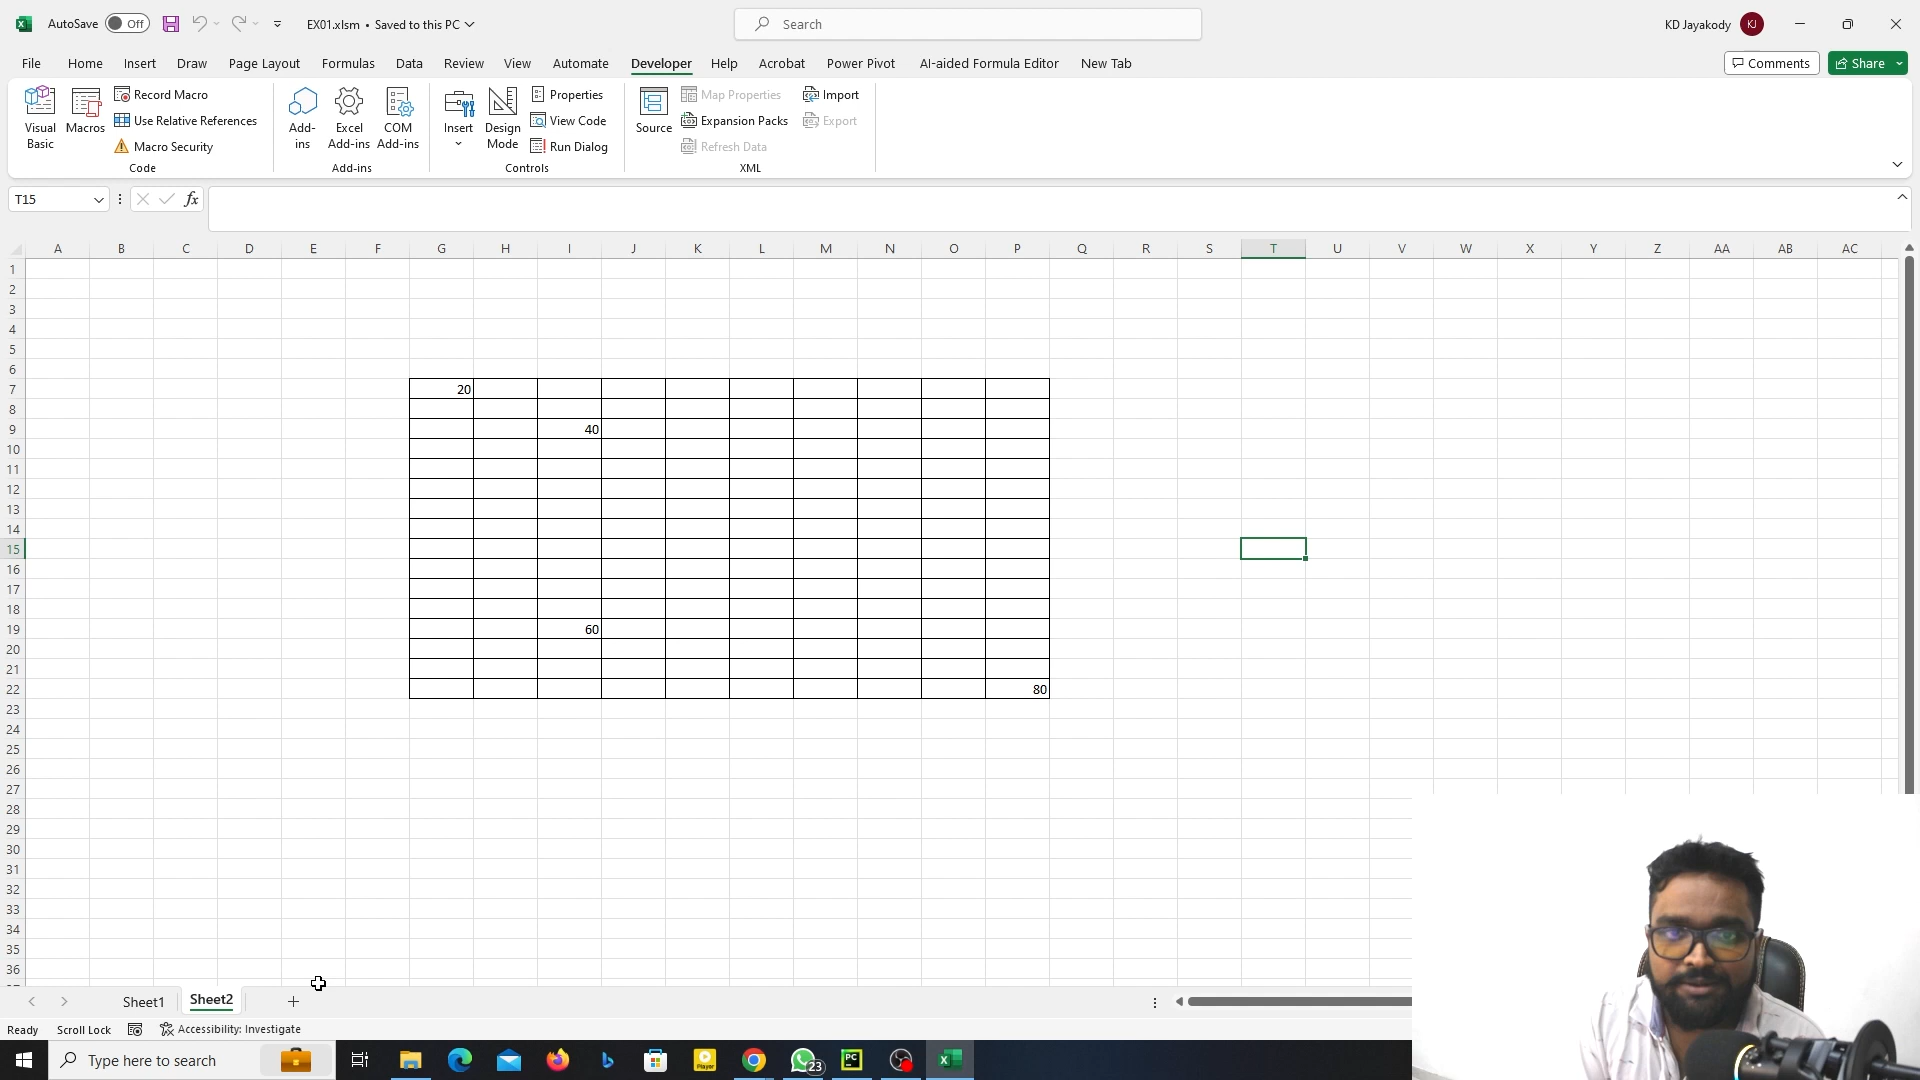 AutoSave Off EX01.xlsm • Saved to this PC Search KD Jayakody KJ
File Home Insert Draw Page Layout Formulas Data Review View Automate Developer Help Acrobat Power Pivot AI-aided Formula Editor New Tab Comments Share
Visual Basic
Macros
Record Macro
Use Relative References
Macro Security
Code
Add-ins
Excel Add-ins
COM Add-ins
Add-ins
Insert
Design Mode
Properties
View Code
Run Dialog
Controls
Source
Map Properties
Expansion Packs
Refresh Data
Import
Export
XML
T15 fx
A B C D E F G H I J K L M N O P Q R S T U V W X Y Z AA AB AC
1
2
3
4
5
6
7 20
8
9 40
10
11
12
13
14
15
16
17
18
19 60
20
21
22 80
23
24
25
26
27
28
29
30
31
32
33
34
35
36
Sheet1 Sheet2
Ready Scroll Lock Accessibility: Investigate
Type here to search Player 23 PC